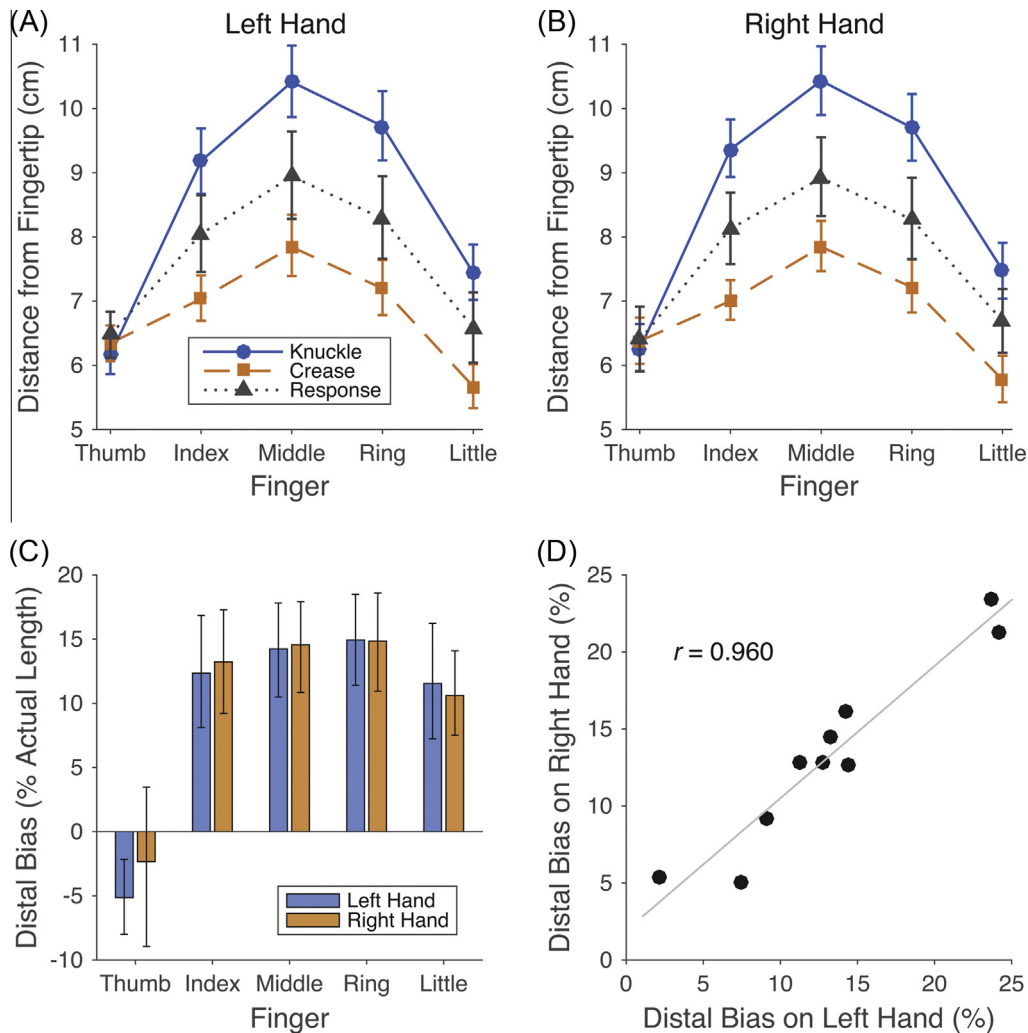 (A)
Left Hand
Distance from Fingertip (cm)
11
10
9
8
7
6
5
Knuckle
Crease
Response
Thumb Index Middle Ring Little
Finger
(B)
Right Hand
Distance from Fingertip (cm)
11
10
9
8
7
6
5
Thumb Index Middle Ring Little
Finger
(C)
Distal Bias (% Actual Length)
20
15
10
5
0
-5
-10
Left Hand
Right Hand
Thumb Index Middle Ring Little
Finger
(D)
Distal Bias on Right Hand (%)
25
20
15
10
5
0
r = 0.960
0 5 10 15 20 25
Distal Bias on Left Hand (%)